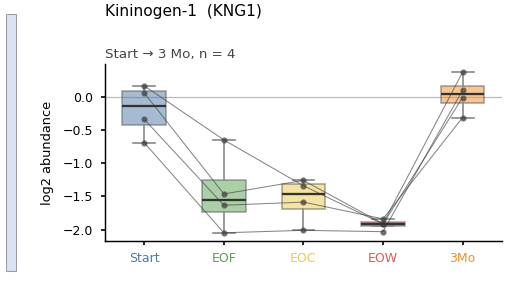 Kininogen-1 (KNG1)
Start → 3 Mo, n = 4
log2 abundance
0.0
−0.5
−1.0
−1.5
−2.0
Start EOF EOC EOW 3Mo